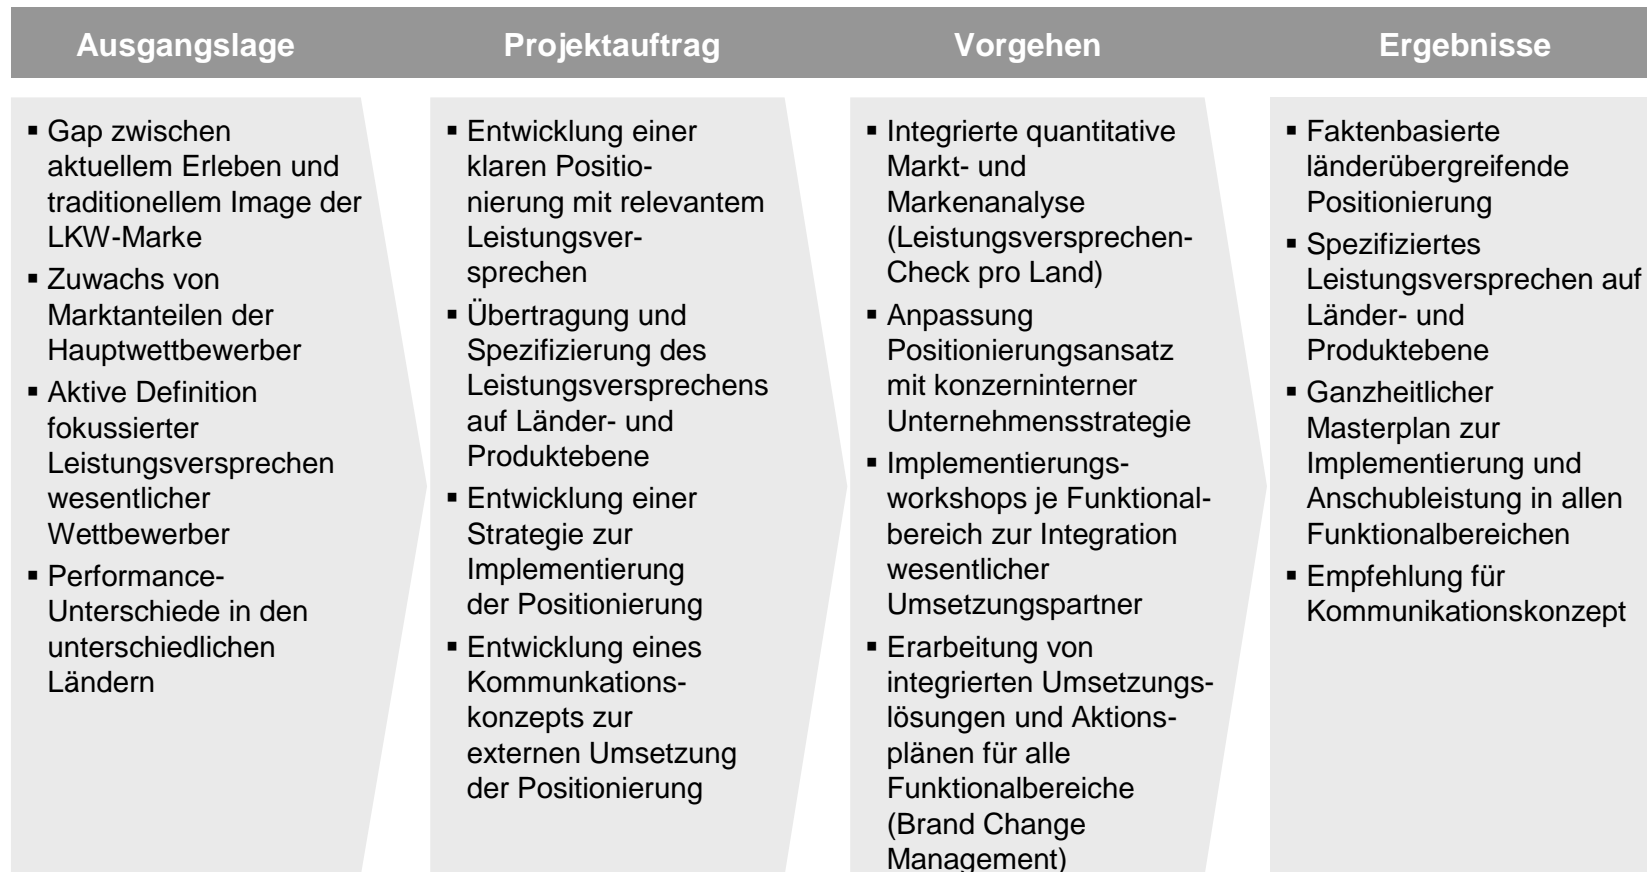 Ausgangslage
Projektauftrag
Vorgehen
Ergebnisse
▪ Gap zwischen
aktuellem Erleben und
traditionellem Image der
LKW-Marke
▪ Zuwachs von
Marktanteilen der
Hauptwettbewerber
▪ Aktive Definition
fokussierter
Leistungsversprechen
wesentlicher
Wettbewerber
▪ Performance-
Unterschiede in den
unterschiedlichen
Ländern
▪ Entwicklung einer
klaren Positio-
nierung mit relevantem
Leistungsver-
sprechen
▪ Übertragung und
Spezifizierung des
Leistungsversprechens
auf Länder- und
Produktebene
▪ Entwicklung einer
Strategie zur
Implementierung
der Positionierung
▪ Entwicklung eines
Kommunkations-
konzepts zur
externen Umsetzung
der Positionierung
▪ Integrierte quantitative
Markt- und
Markenanalyse
(Leistungsversprechen-
Check pro Land)
▪ Anpassung
Positionierungsansatz
mit konzerninterner
Unternehmensstrategie
▪ Implementierungs-
workshops je Funktional-
bereich zur Integration
wesentlicher
Umsetzungspartner
▪ Erarbeitung von
integrierten Umsetzungs-
lösungen und Aktions-
plänen für alle
Funktionalbereiche
(Brand Change
Management)
▪ Faktenbasierte
länderübergreifende
Positionierung
▪ Spezifiziertes
Leistungsversprechen auf
Länder- und
Produktebene
▪ Ganzheitlicher
Masterplan zur
Implementierung und
Anschubleistung in allen
Funktionalbereichen
▪ Empfehlung für
Kommunikationskonzept